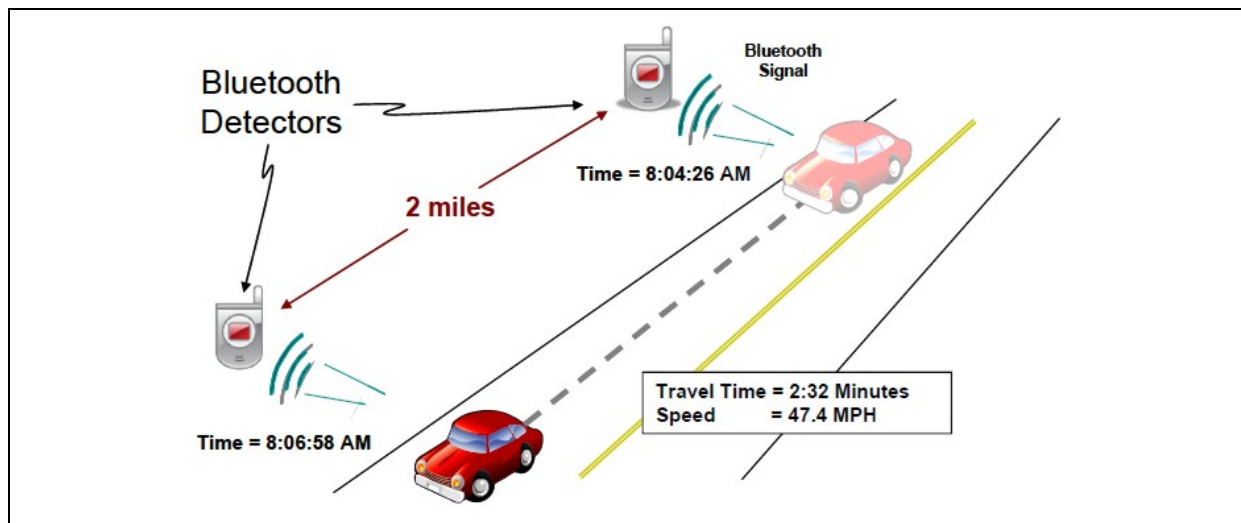 Bluetooth
Detectors
Bluetooth
Signal
Time = 8:04:26 AM
2 miles
Time = 8:06:58 AM
Travel Time = 2:32 Minutes
Speed = 47.4 MPH